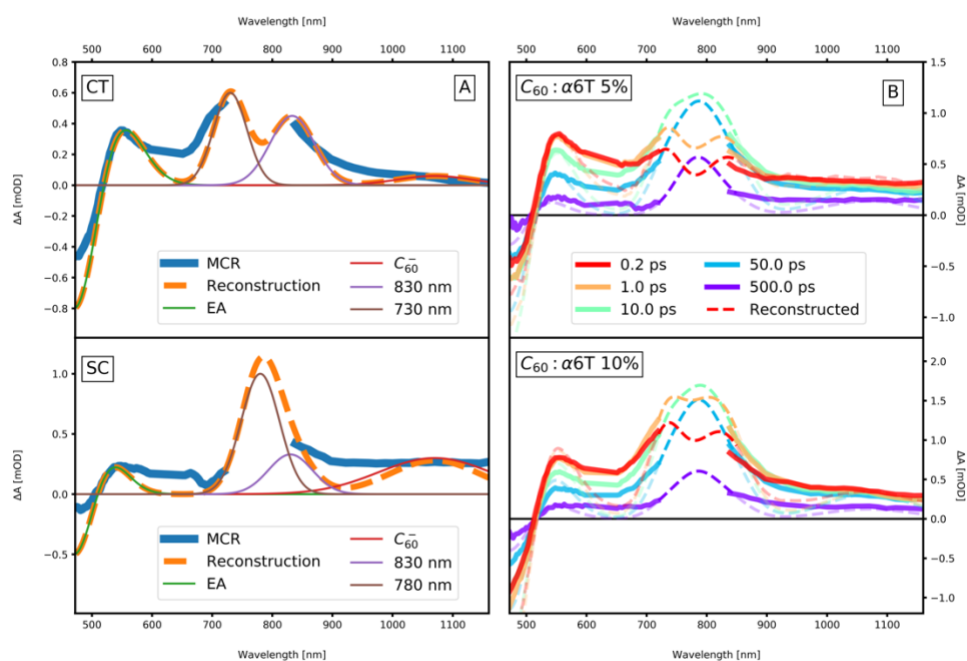 Wavelength [nm] Wavelength [nm]
500 600 700 800 900 1000 1100 500 600 700 800 900 1000 1100
CT A
0.8
0.6
0.4
0.2
0.0
−0.2
−0.4
−0.6
−0.8
ΔA [mOD]
MCR
Reconstruction
EA
C₆₀⁻
830 nm
730 nm
C₆₀ : α6T 5% B
1.5
1.0
0.5
0.0
−0.5
−1.0
ΔA [mOD]
ΔA [mOD]
0.2 ps
1.0 ps
10.0 ps
50.0 ps
500.0 ps
Reconstructed
SC
1.0
0.5
0.0
−0.5
ΔA [mOD]
MCR
Reconstruction
EA
C₆₀⁻
830 nm
780 nm
C₆₀ : α6T 10%
2.0
1.5
1.0
0.5
0.0
−0.5
−1.0
ΔA [mOD]
ΔA [mOD]
500 600 700 800 900 1000 1100 500 600 700 800 900 1000 1100
Wavelength [nm] Wavelength [nm]